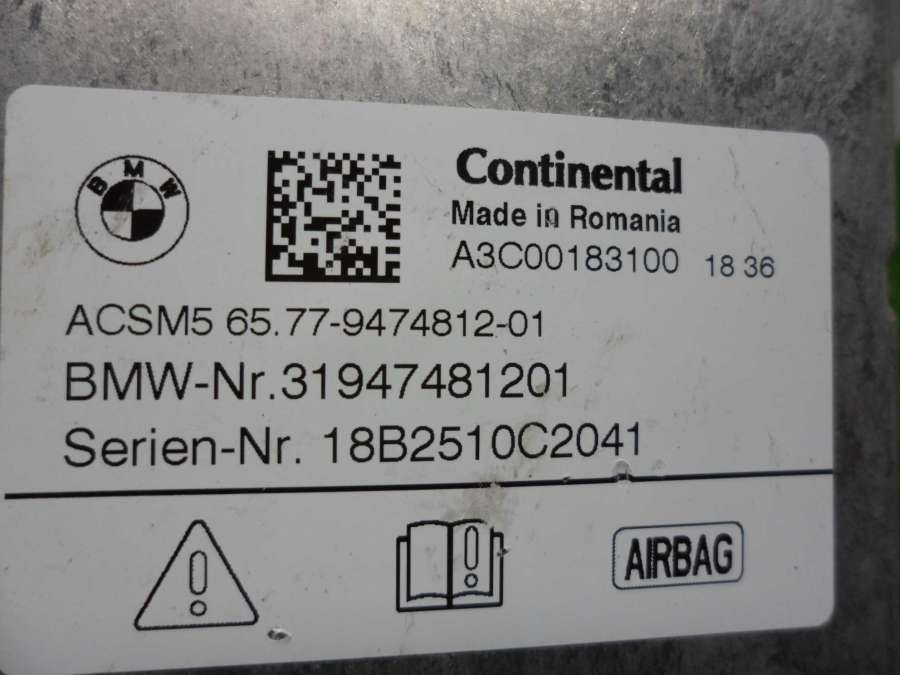 BMW
Continental
Made in Romania
A3C00183100 18 36
ACSM5 65.77-9474812-01
BMW-Nr.31947481201
Serien-Nr. 18B2510C2041
AIRBAG